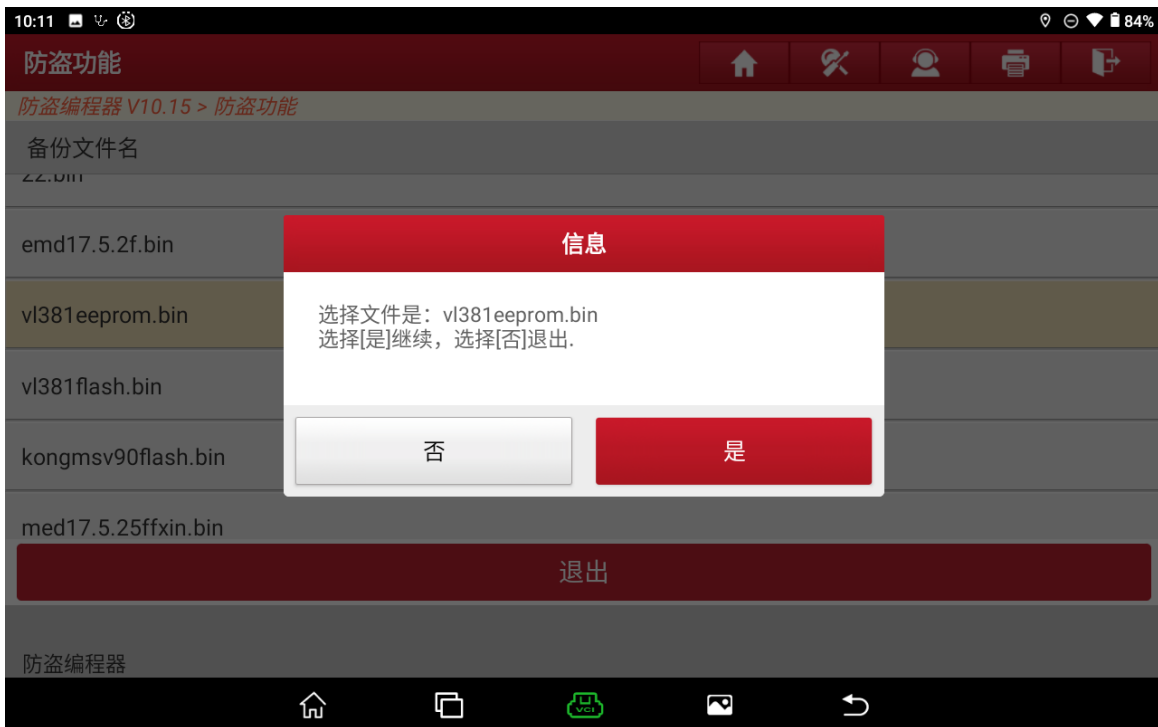 10:11
84%
防盗功能
防盗编程器 V10.15 > 防盗功能
备份文件名
22.bin
emd17.5.2f.bin
信息
vl381eeprom.bin
选择文件是：vl381eeprom.bin
选择[是]继续，选择[否]退出.
vl381flash.bin
否
是
kongmsv90flash.bin
med17.5.25ffxin.bin
退出
防盗编程器
VCI